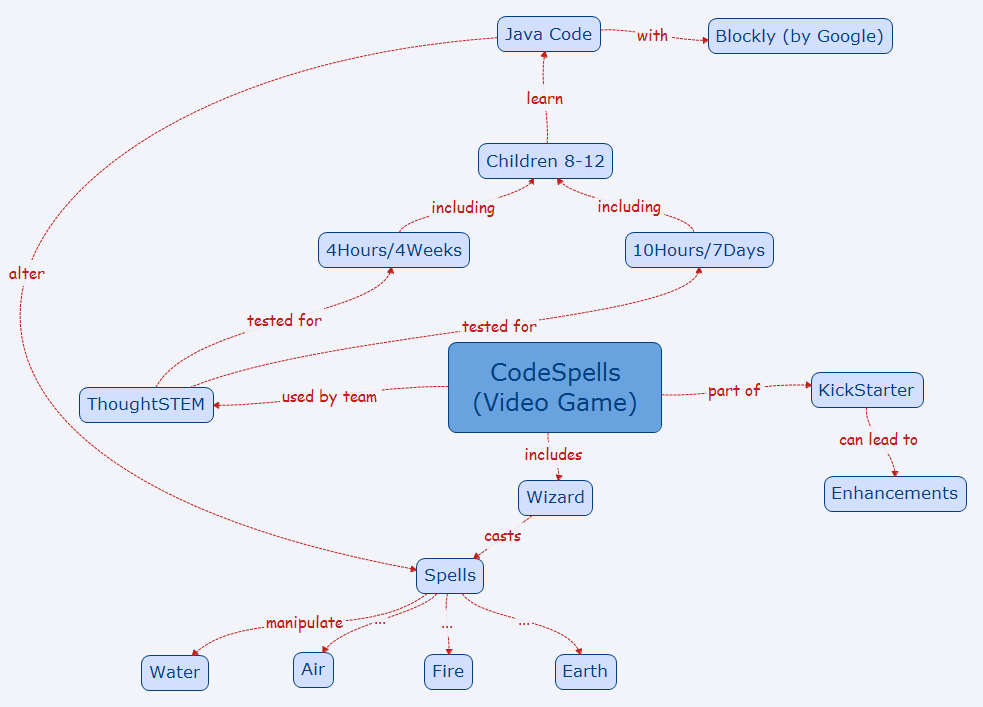 Java Code
with
Blockly (by Google)
learn
Children 8-12
including
including
4Hours/4Weeks
10Hours/7Days
alter
tested for
tested for
CodeSpells
(Video Game)
ThoughtSTEM
used by team
part of
KickStarter
can lead to
includes
Enhancements
Wizard
casts
Spells
manipulate
...
...
...
Water
Air
Fire
Earth